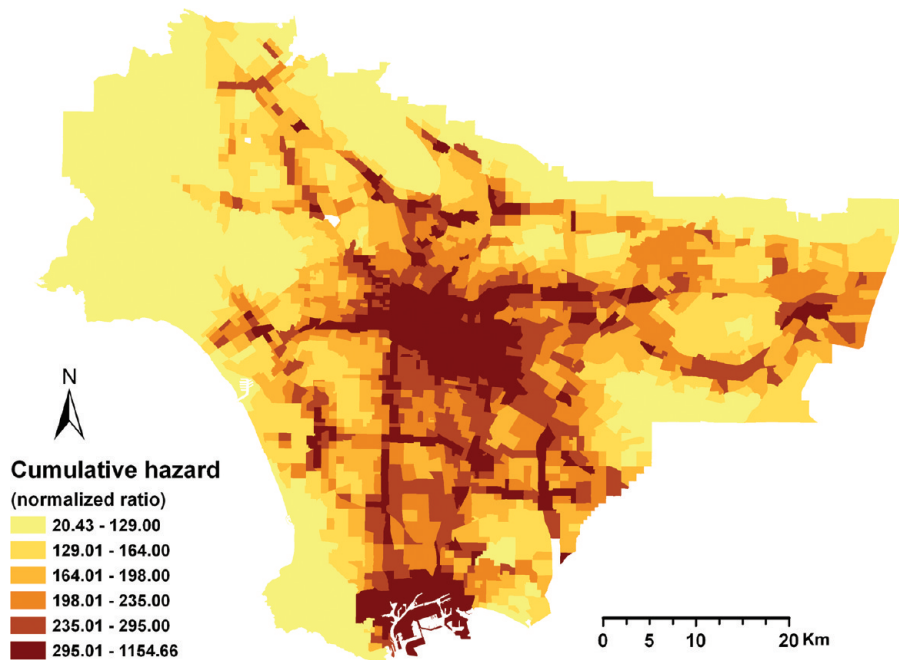 N
Cumulative hazard
(normalized ratio)
20.43 - 129.00
129.01 - 164.00
164.01 - 198.00
198.01 - 235.00
235.01 - 295.00
295.01 - 1154.66
0 5 10 20 Km